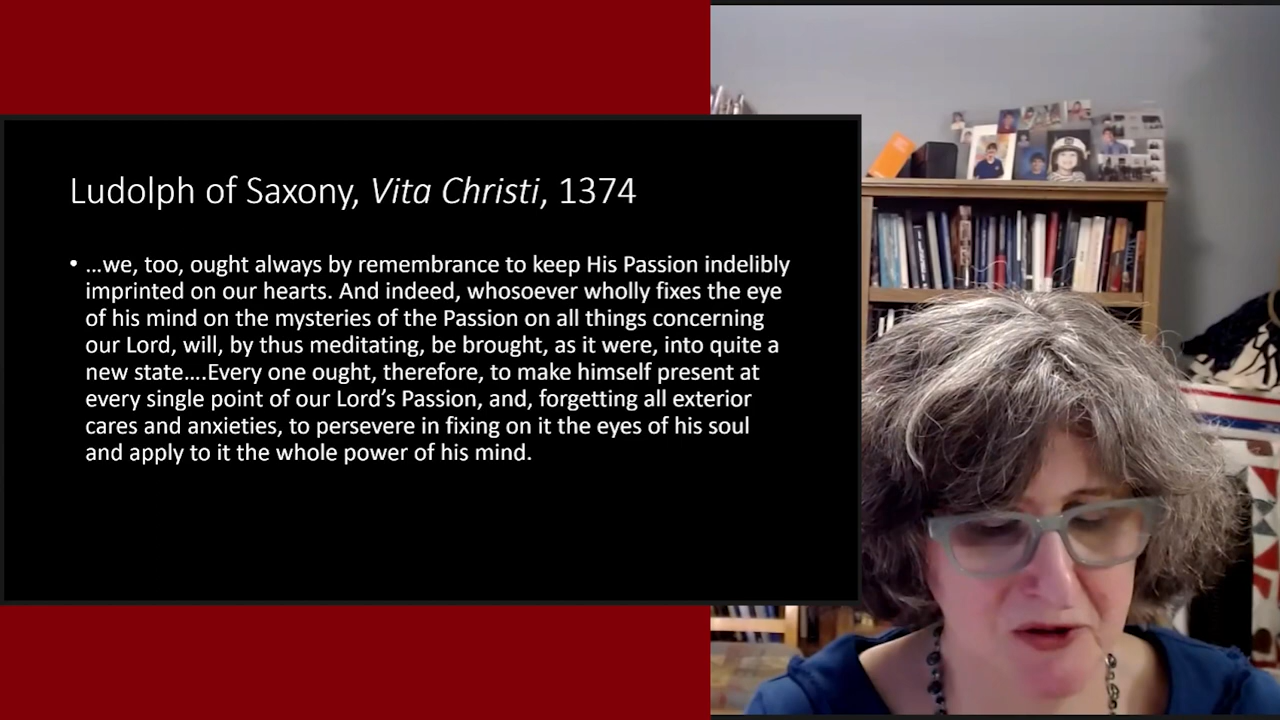 Ludolph of Saxony, Vita Christi, 1374
• …we, too, ought always by remembrance to keep His Passion indelibly
imprinted on our hearts. And indeed, whosoever wholly fixes the eye
of his mind on the mysteries of the Passion on all things concerning
our Lord, will, by thus meditating, be brought, as it were, into quite a
new state….Every one ought, therefore, to make himself present at
every single point of our Lord’s Passion, and, forgetting all exterior
cares and anxieties, to persevere in fixing on it the eyes of his soul
and apply to it the whole power of his mind.